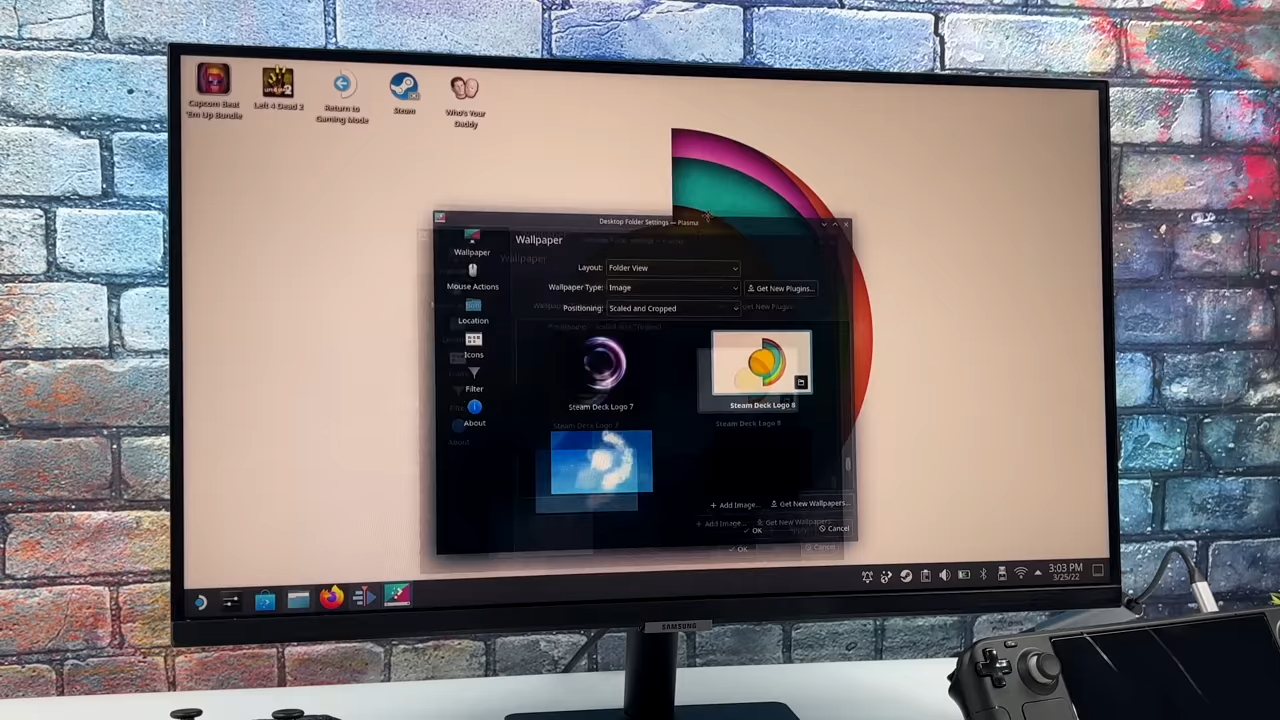 Capcom Beat
'Em Up Bundle
Left 4 Dead 2
Return to
Gaming Mode
Steam
Who's Your
Daddy
Desktop Folder Settings — Plasma
Wallpaper
Mouse Actions
Location
Icons
Filter
About
Wallpaper
Layout: Folder View
Wallpaper Type: Image
Get New Plugins...
Positioning: Scaled and Cropped
Steam Deck Logo 7
Steam Deck Logo 8
+ Add Image...
Get New Wallpapers...
OK
Cancel
3:03 PM
3/25/22
SAMSUNG